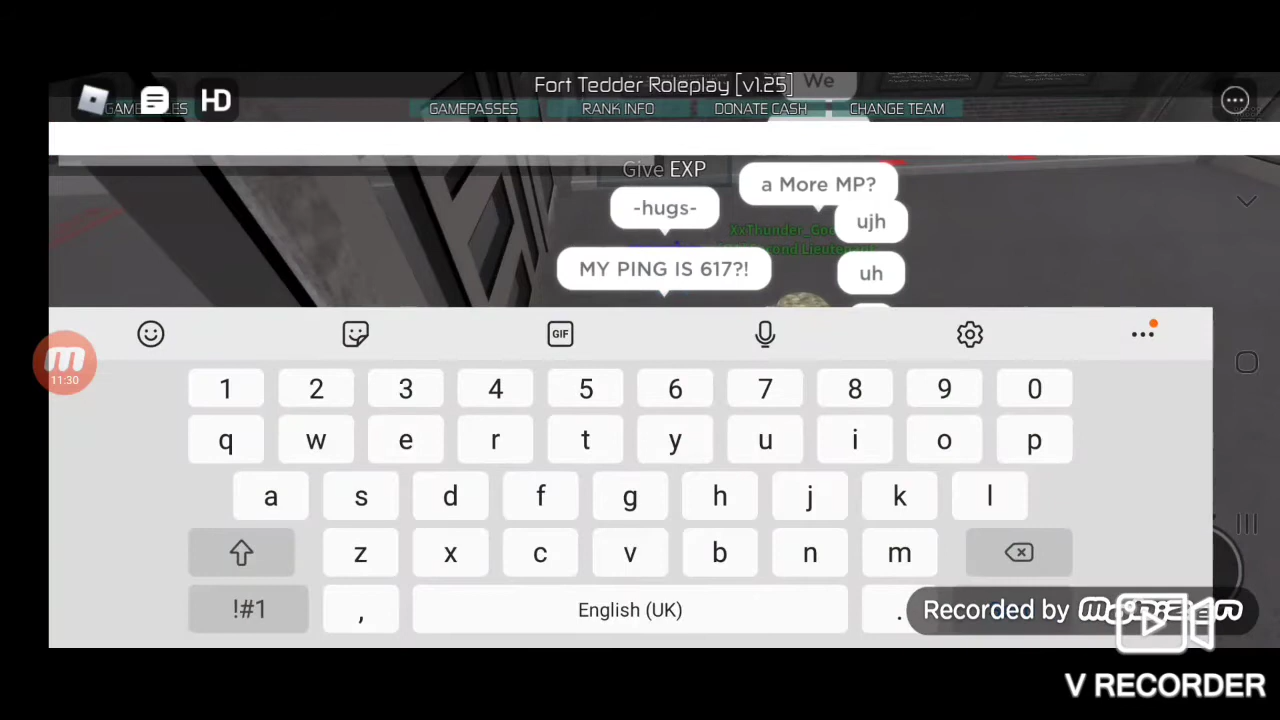 Fort Tedder Roleplay [v1.25]
We
HD
GAMEPASSES
RANK INFO
DONATE CASH
CHANGE TEAM
Give EXP
a More MP?
-hugs-
ujh
MY PING IS 617?!
uh
GIF
11:30
1 2 3 4 5 6 7 8 9 0
q w e r t y u i o p
a s d f g h j k l
z x c v b n m
!#1 , English (UK) .
Recorded by
V RECORDER